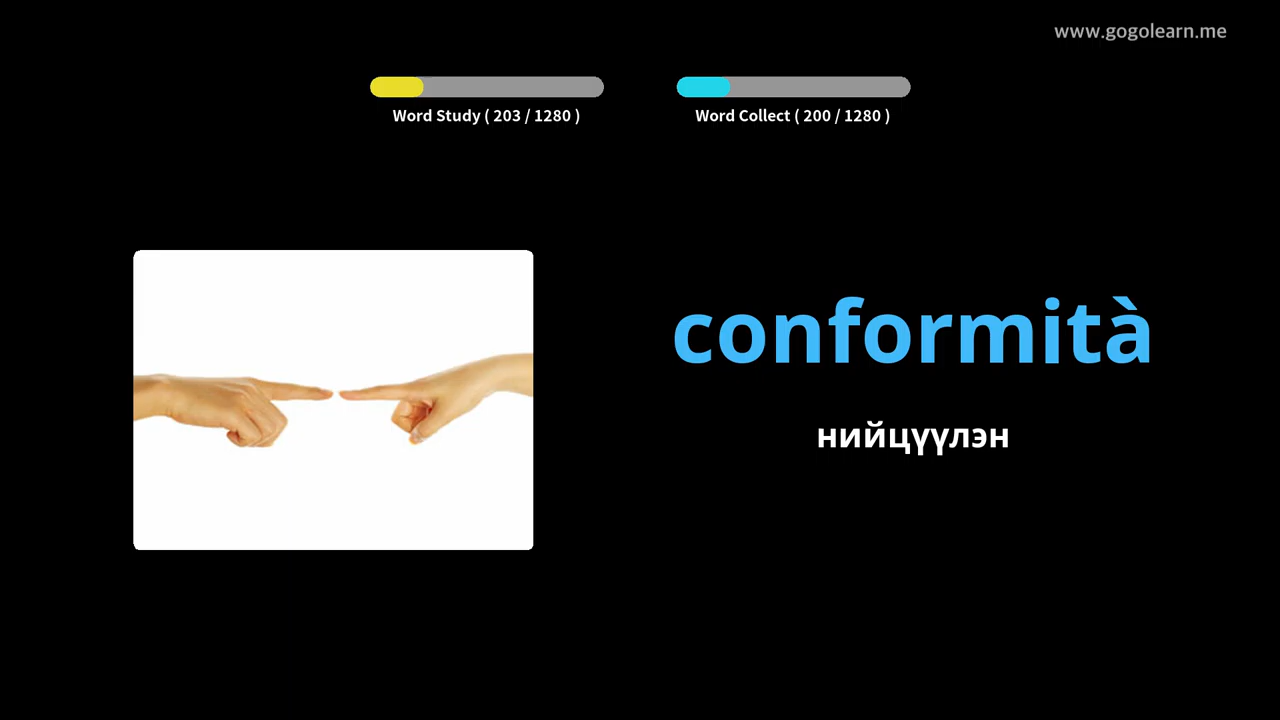 www.gogolearn.me
Word Study ( 203 / 1280 )
Word Collect ( 200 / 1280 )
conformità
нийцүүлэн